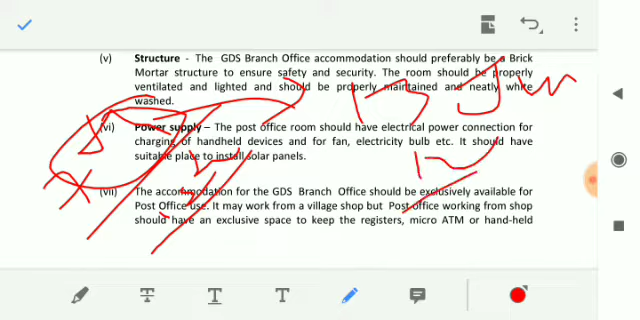 (v) Structure - The GDS Branch Office accommodation should preferably be a Brick
Mortar structure to ensure safety and security. The room should be properly
ventilated and lighted and should be properly maintained and neatly white
washed.
(vi) Power supply – The post office room should have electrical power connection for
charging of handheld devices and for fan, electricity bulb etc. It should have
suitable place to install solar panels.
(vii) The accommodation for the GDS Branch Office should be exclusively available for
Post Office use. It may work from a village shop but Post office working from shop
should have an exclusive space to keep the registers, micro ATM or hand-held